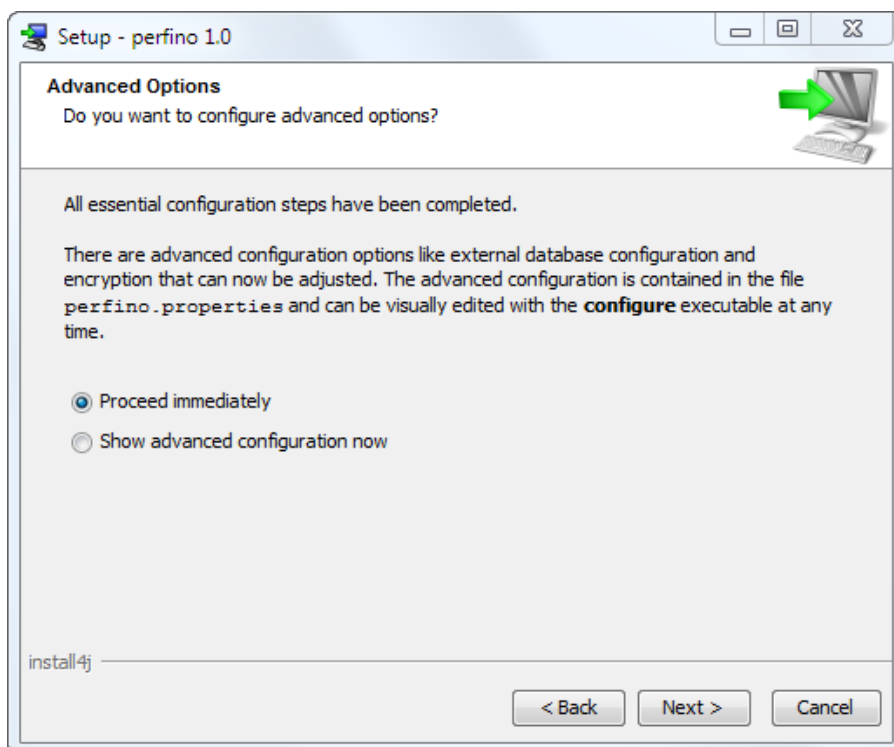 Setup - perfino 1.0
Advanced Options
Do you want to configure advanced options?
All essential configuration steps have been completed.
There are advanced configuration options like external database configuration and
encryption that can now be adjusted. The advanced configuration is contained in the file
perfino.properties and can be visually edited with the configure executable at any
time.
Proceed immediately
Show advanced configuration now
install4j
< Back
Next >
Cancel